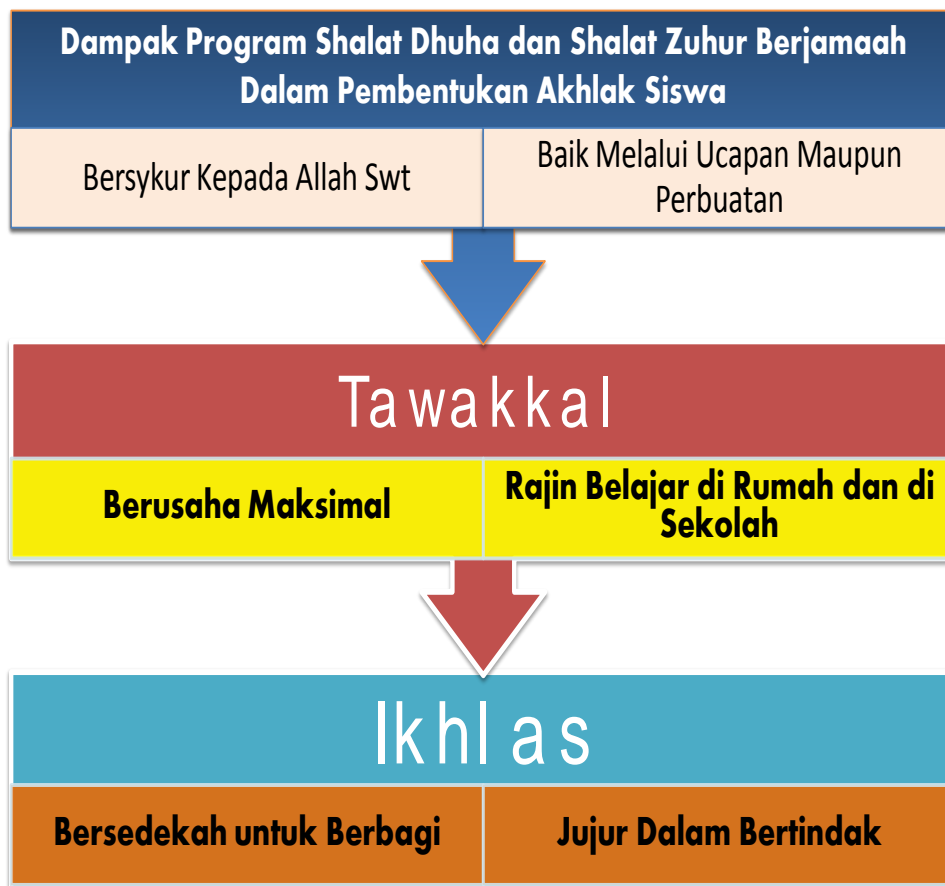 Dampak Program Shalat Dhuha dan Shalat Zuhur Berjamaah
Dalam Pembentukan Akhlak Siswa
Bersykur Kepada Allah Swt
Baik Melalui Ucapan Maupun
Perbuatan
Tawakkal
Berusaha Maksimal
Rajin Belajar di Rumah dan di
Sekolah
Ikhlas
Bersedekah untuk Berbagi
Jujur Dalam Bertindak